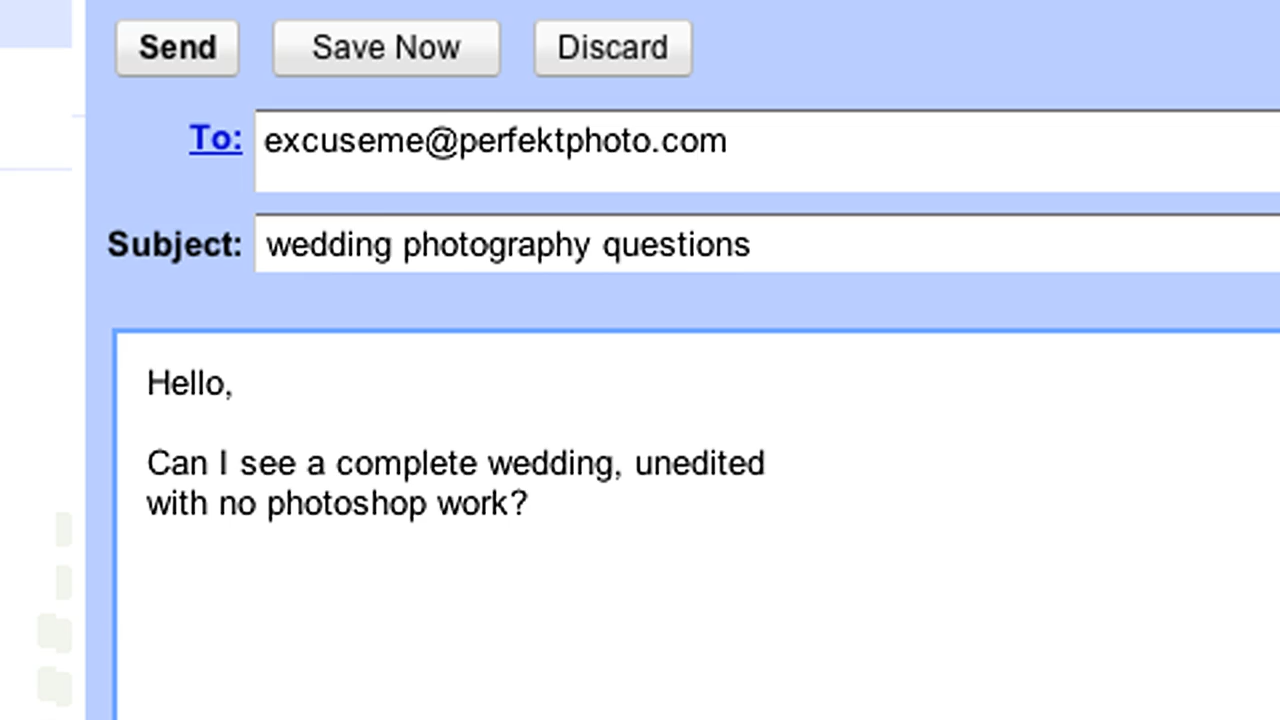 Send Save Now Discard
To: excuseme@perfektphoto.com
Subject: wedding photography questions
Hello,
Can I see a complete wedding, unedited
with no photoshop work?